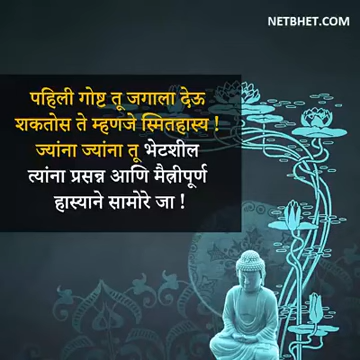 NETBHET.COM
पहिली गोष्ट तू जगाला देऊ
शकतोस ते म्हणजे स्मितहास्य !
ज्यांना ज्यांना तू भेटशील
त्यांना प्रसन्न आणि मैत्रीपूर्ण
हास्याने सामोरे जा !